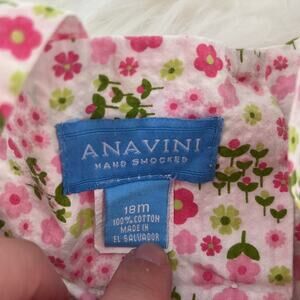 ANAVINI
HAND SMOCKED
18m
100% COTTON
MADE IN
EL SALVADOR